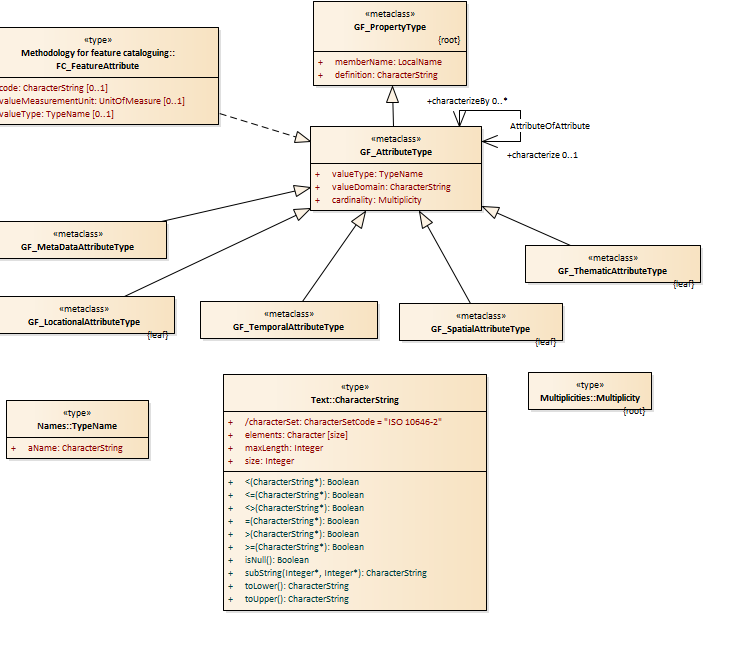 «metaclass»
GF_PropertyType
{root}
+ memberName: LocalName
+ definition: CharacterString
«type»
Methodology for feature cataloguing::
FC_FeatureAttribute
code: CharacterString [0..1]
valueMeasurementUnit: UnitOfMeasure [0..1]
valueType: TypeName [0..1]
+characterizeBy 0..*
AttributeOfAttribute
+characterize 0..1
«metaclass»
GF_AttributeType
+ valueType: TypeName
+ valueDomain: CharacterString
+ cardinality: Multiplicity
«metaclass»
GF_MetaDataAttributeType
«metaclass»
GF_ThematicAttributeType
{leaf}
«metaclass»
GF_LocationalAttributeType
{leaf}
«metaclass»
GF_TemporalAttributeType
«metaclass»
GF_SpatialAttributeType
{leaf}
«type»
Names::TypeName
+ aName: CharacterString
«type»
Text::CharacterString
+ /characterSet: CharacterSetCode = "ISO 10646-2"
+ elements: Character [size]
+ maxLength: Integer
+ size: Integer
+ <(CharacterString*): Boolean
+ <=(CharacterString*): Boolean
+ <>(CharacterString*): Boolean
+ =(CharacterString*): Boolean
+ >(CharacterString*): Boolean
+ >=(CharacterString*): Boolean
+ isNull(): Boolean
+ subString(Integer*, Integer*): CharacterString
+ toLower(): CharacterString
+ toUpper(): CharacterString
«type»
Multiplicities::Multiplicity
{root}